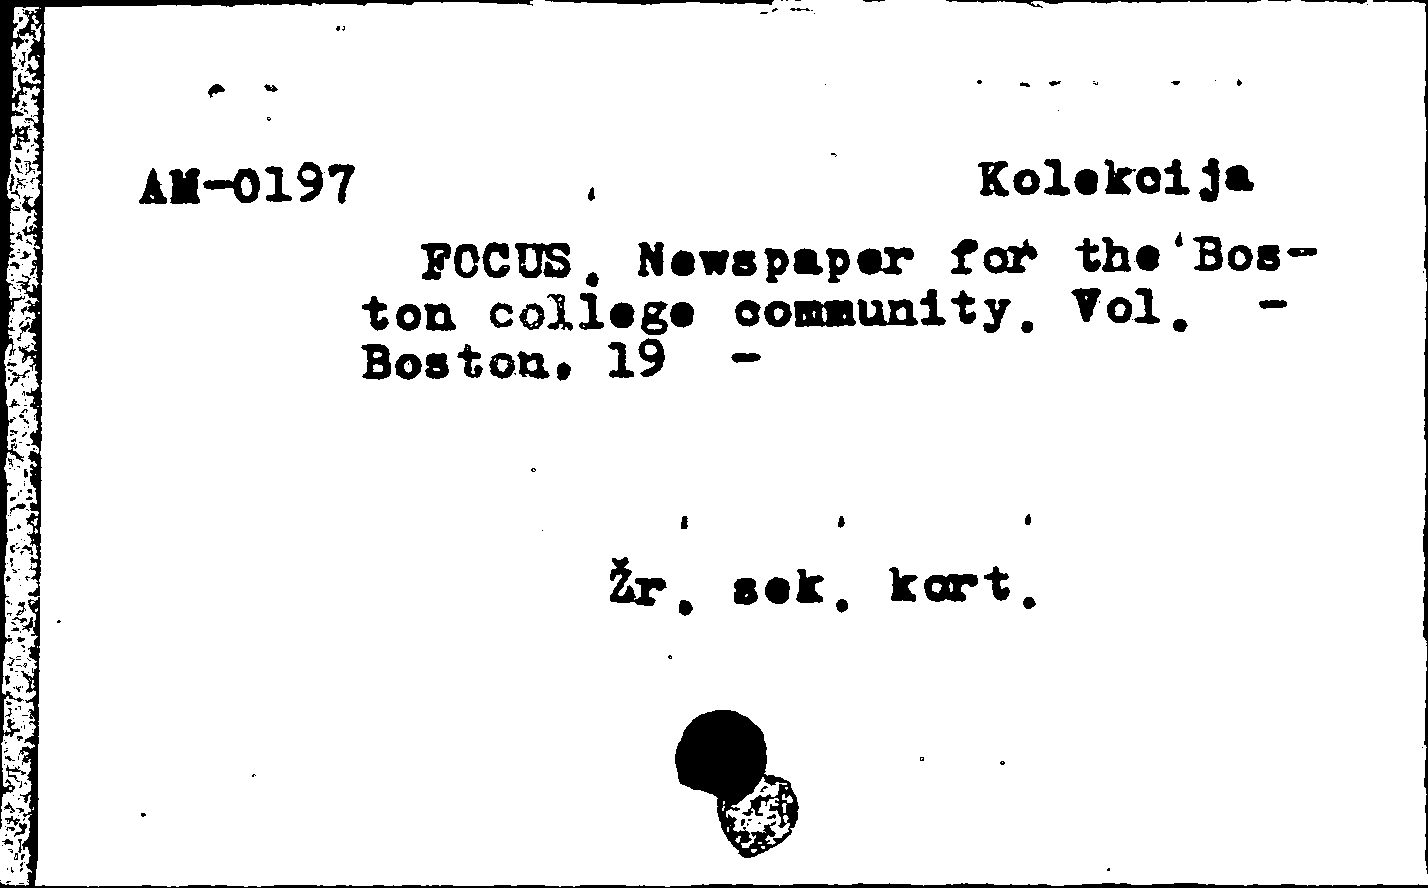 AM-0197 Kolekcija
FOCUS. Newspaper for the Bos-
ton college community. Vol. -
Boston. 19 -
Žr. sek. kort.